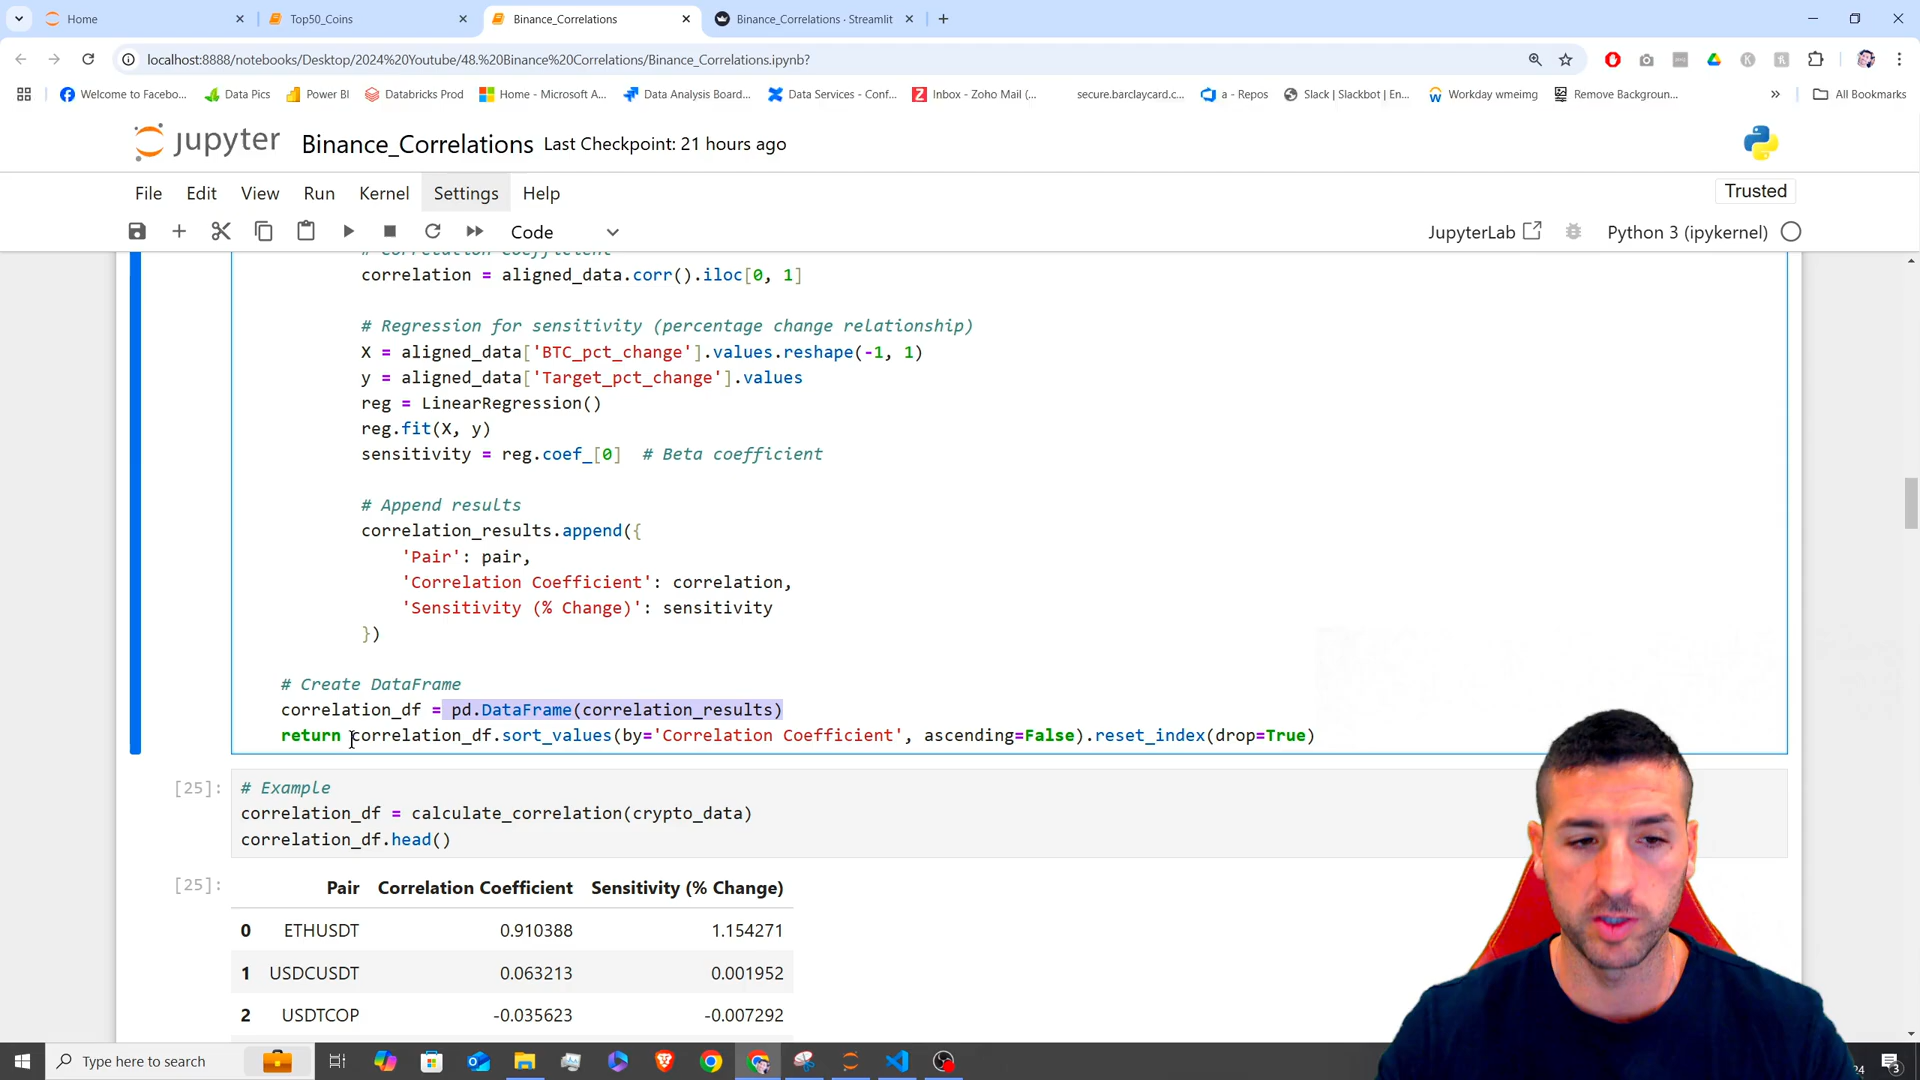 Home
Top50_Coins
Binance_Correlations
Binance_Correlations · Streamlit
localhost:8888/notebooks/Desktop/2024%20Youtube/48.%20Binance%20Correlations/Binance_Correlations.ipynb?
Welcome to Facebo...
Data Pics
Power BI
Databricks Prod
Home - Microsoft A...
Data Analysis Board...
Data Services - Conf...
Inbox - Zoho Mail (...
secure.barclaycard.c...
a - Repos
Slack | Slackbot | En...
Workday wmeimg
Remove Backgroun...
All Bookmarks
jupyter
Binance_Correlations
Last Checkpoint: 21 hours ago
File
Edit
View
Run
Kernel
Settings
Help
Trusted
Code
JupyterLab
Python 3 (ipykernel)
# Correlation Coefficient
correlation = aligned_data.corr().iloc[0, 1]
# Regression for sensitivity (percentage change relationship)
X = aligned_data['BTC_pct_change'].values.reshape(-1, 1)
y = aligned_data['Target_pct_change'].values
reg = LinearRegression()
reg.fit(X, y)
sensitivity = reg.coef_[0]  # Beta coefficient
# Append results
correlation_results.append({
'Pair': pair,
'Correlation Coefficient': correlation,
'Sensitivity (% Change)': sensitivity
})
# Create DataFrame
correlation_df = pd.DataFrame(correlation_results)
return correlation_df.sort_values(by='Correlation Coefficient', ascending=False).reset_index(drop=True)
[25]:
# Example
correlation_df = calculate_correlation(crypto_data)
correlation_df.head()
[25]:
Pair Correlation Coefficient Sensitivity (% Change)
0 ETHUSDT 0.910388 1.154271
1 USDCUSDT 0.063213 0.001952
2 USDTCOP -0.035623 -0.007292
Type here to search
24
3